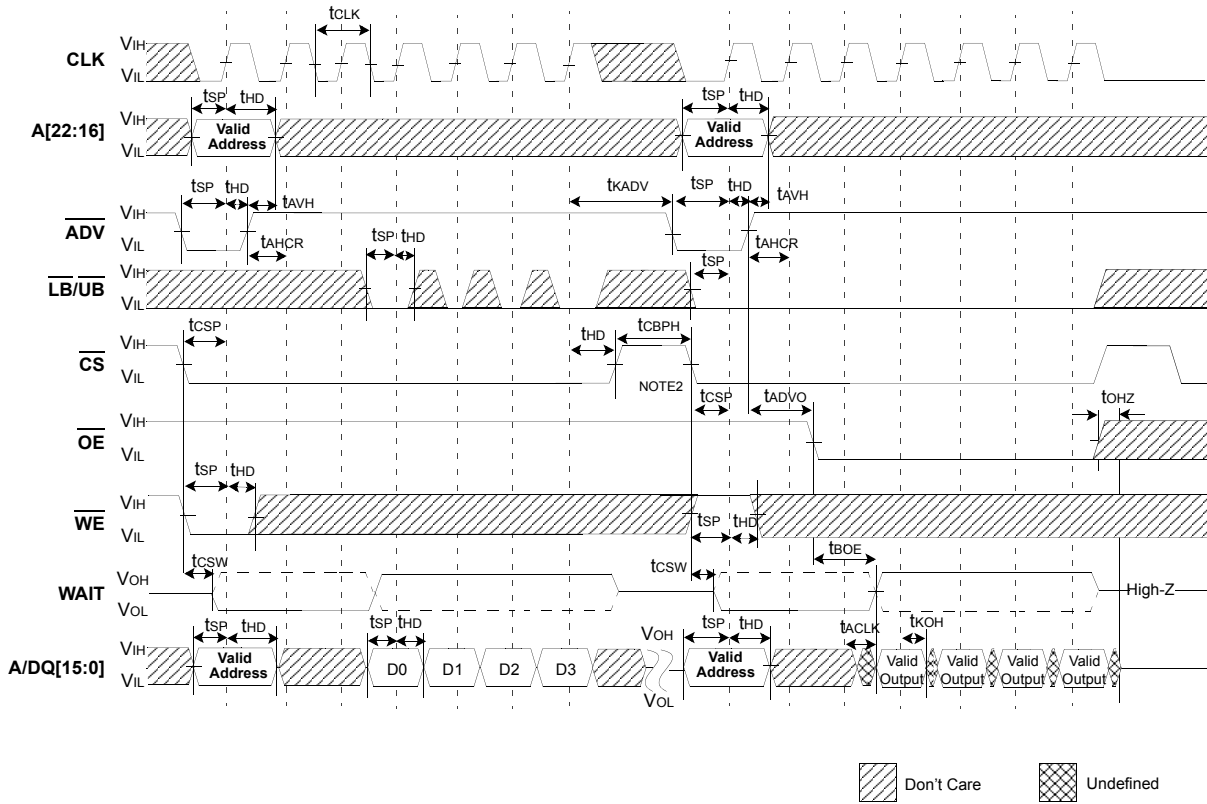 tCLK
CLK
VIH
VIL
tSP
tHD
tSP
tHD
A[22:16]
VIH
VIL
Valid
Address
Valid
Address
tSP
tHD
tAVH
tKADV
tSP
tHD
tAVH
ADV
VIH
VIL
tAHCR
tSP
tHD
tAHCR
tSP
LB/UB
VIH
VIL
tCSP
tHD
tCBPH
CS
VIH
VIL
NOTE2
tCSP
tADVO
tOHZ
OE
VIH
VIL
tSP
tHD
WE
VIH
VIL
tSP
tHD
tBOE
tCSW
tCSW
WAIT
VOH
VOL
High-Z
tSP
tHD
tSP
tHD
VOH
tSP
tHD
tACLK
tKOH
A/DQ[15:0]
VIH
VIL
Valid
Address
D0
D1
D2
D3
VOL
Valid
Address
Valid
Output
Valid
Output
Valid
Output
Valid
Output
Don't Care
Undefined